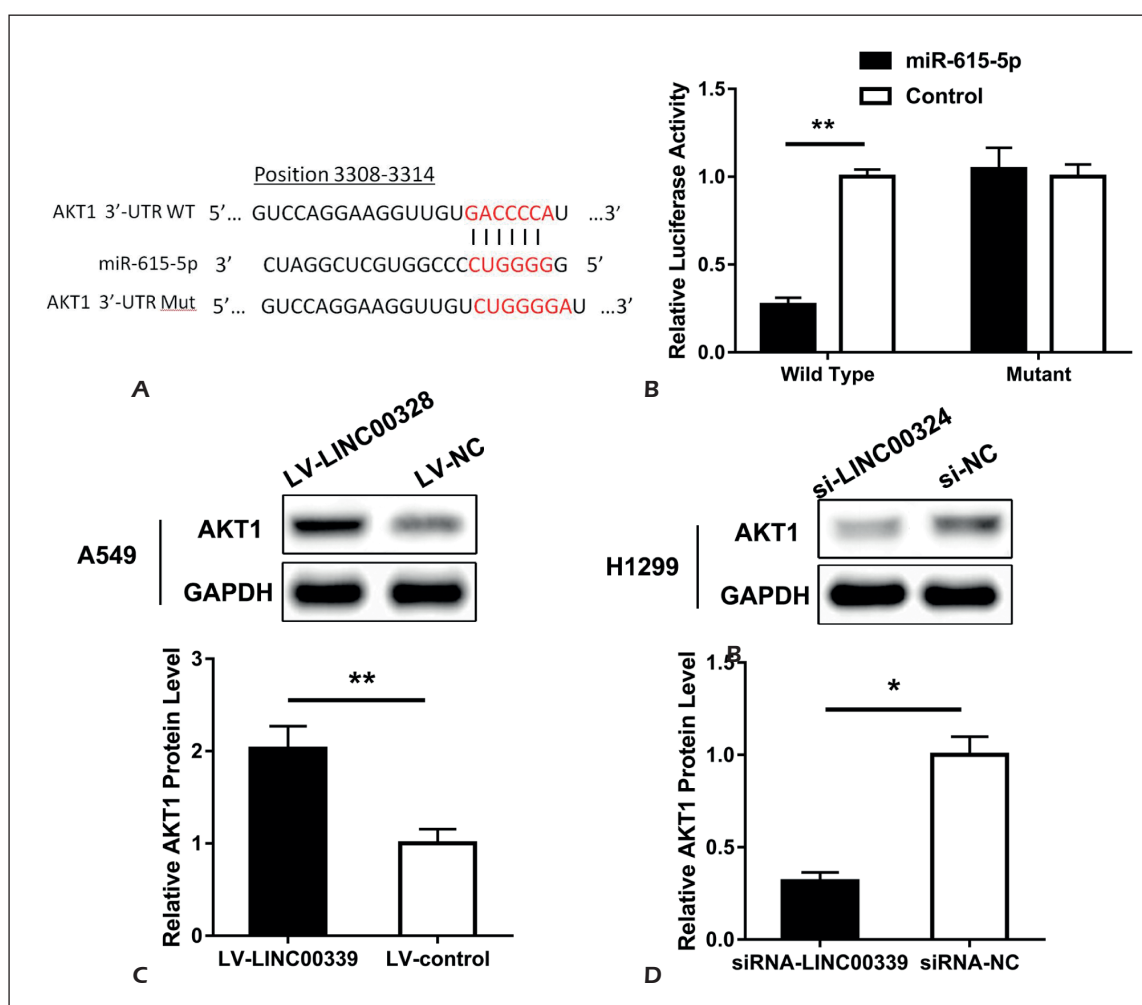 Position 3308-3314
AKT1 3’-UTR WT 5’... GUCCAGGAAGGUUGUGACCCCAU ...3’
miR-615-5p 3’ CUAGGCUCGUGGCCCCUGGGGG 5’
AKT1 3’-UTR Mut 5’... GUCCAGGAAGGUUGUCUGGGGAU ...3’
A
miR-615-5p
Control
Relative Luciferase Activity
1.5
1.0
0.5
0.0
**
Wild Type
Mutant
B
LV-LINC00328
LV-NC
A549
AKT1
GAPDH
Relative AKT1 Protein Level
3
2
1
0
**
LV-LINC00339
LV-control
C
si-LINC00324
si-NC
H1299
AKT1
GAPDH
B
Relative AKT1 Protein Level
1.5
1.0
0.5
0.0
*
siRNA-LINC00339
siRNA-NC
D